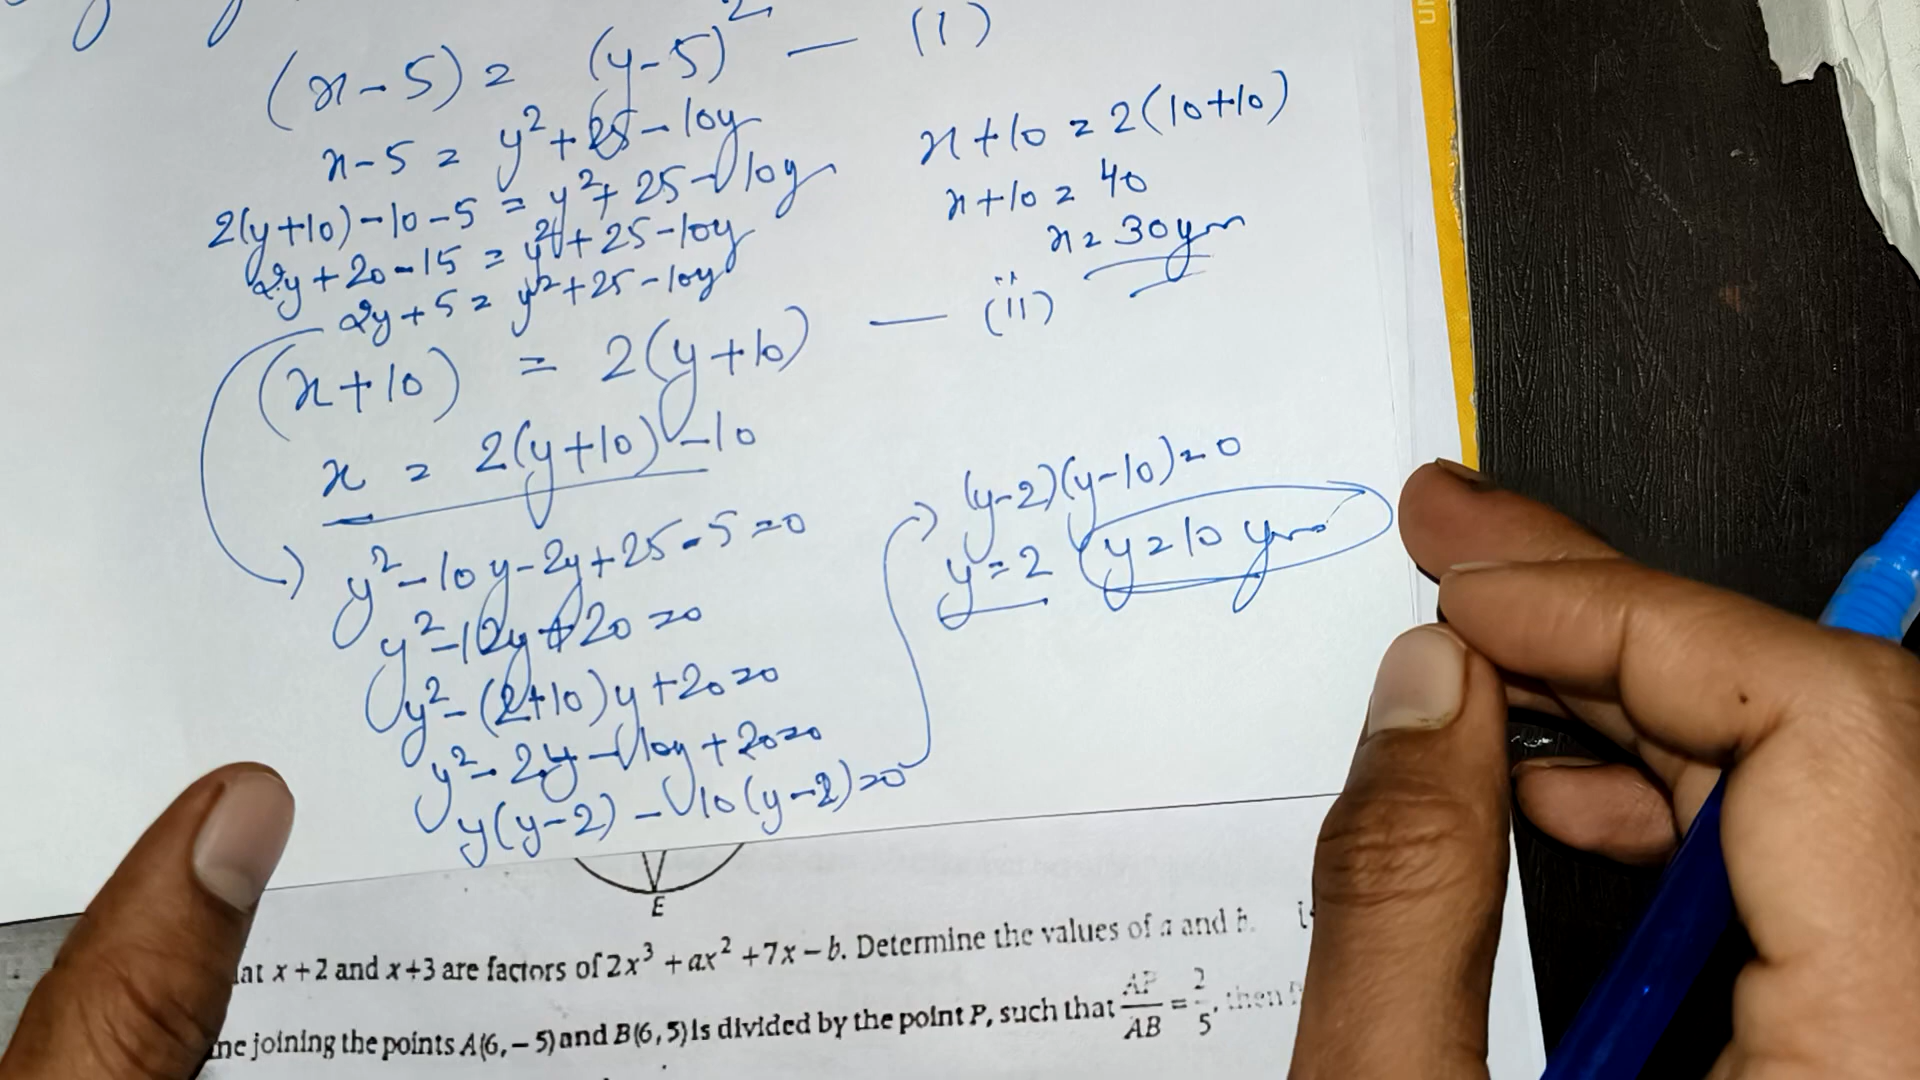 (x-5) = (y-5)² — (1)
x-5 = y²+25-10y
2(y+10)-10-5 = y²+25-10y
2y+20-15 = y²+25-10y
2y+5 = y²+25-10y
(x+10) = 2(y+10) — (ii)
x = 2(y+10)-10
y²-10y-2y+25-5=0
y²-12y+20=0
y²-(2+10)y+20=0
y²-2y-10y+20=0
y(y-2)-10(y-2)=0
x+10 = 2(10+10)
x+10 = 40
x = 30 yrs
(y-2)(y-10)=0
y=2 y=10 yrs
E
at x+2 and x+3 are factors of 2x³+ax²+7x-b. Determine the values of a and b.
ne joining the points A(6,-5) and B(6,5) is divided by the point P, such that AP/AB = 2/5, then